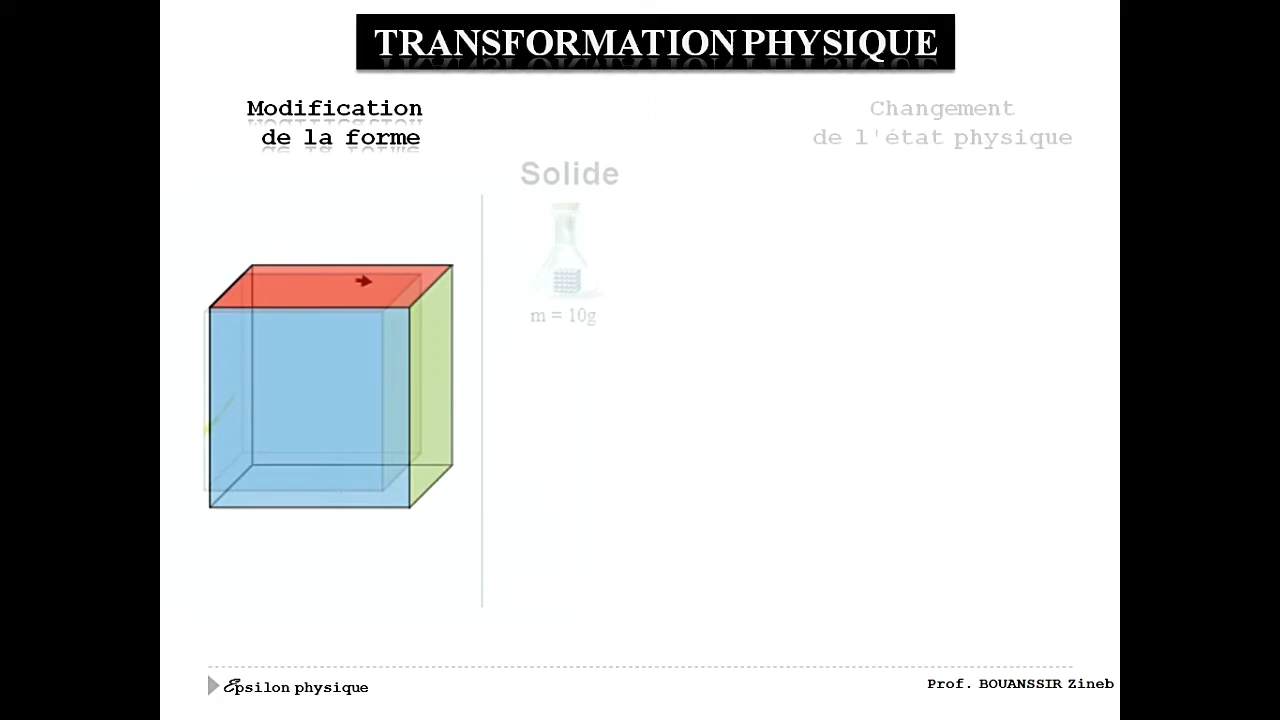 TRANSFORMATION PHYSIQUE
Modification
de la forme
Changement
de l'état physique
Solide
m = 10g
Epsilon physique
Prof. BOUANSSIR Zineb